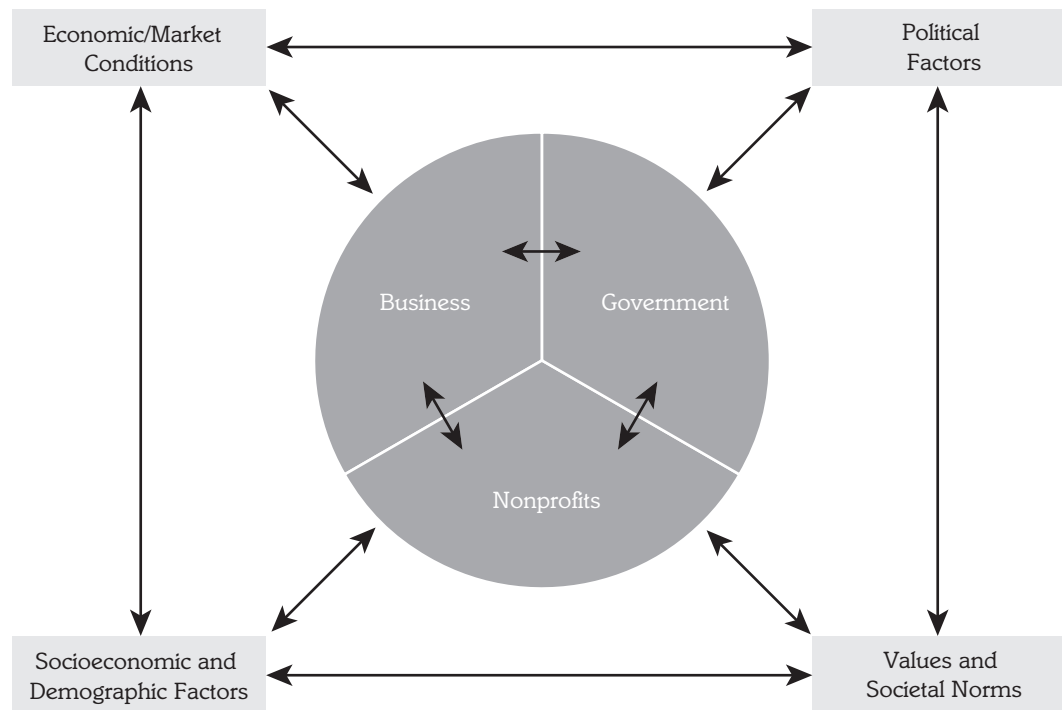 Economic/Market
Conditions
Political
Factors
Business
Government
Nonprofits
Socioeconomic and
Demographic Factors
Values and
Societal Norms